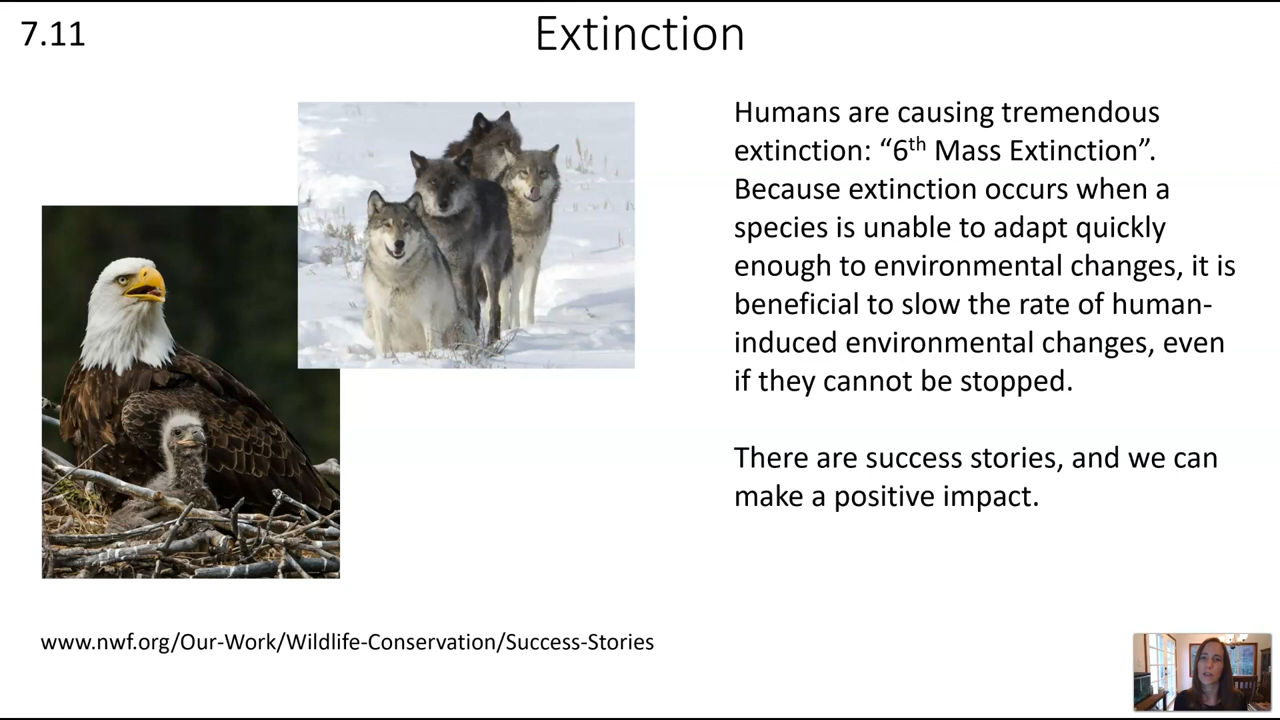 7.11
Extinction
Humans are causing tremendous
extinction: “6th Mass Extinction”.
Because extinction occurs when a
species is unable to adapt quickly
enough to environmental changes, it is
beneficial to slow the rate of human-
induced environmental changes, even
if they cannot be stopped.
There are success stories, and we can
make a positive impact.
www.nwf.org/Our-Work/Wildlife-Conservation/Success-Stories